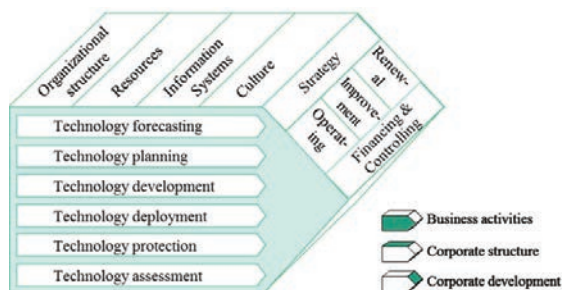 Organizational
structure
Resources
Information
Systems
Culture
Strategy
Operat-
ing
Improve-
ment
Renew-
al
Financing &
Controlling
Technology forecasting
Technology planning
Technology development
Technology deployment
Technology protection
Technology assessment
Business activities
Corporate structure
Corporate development